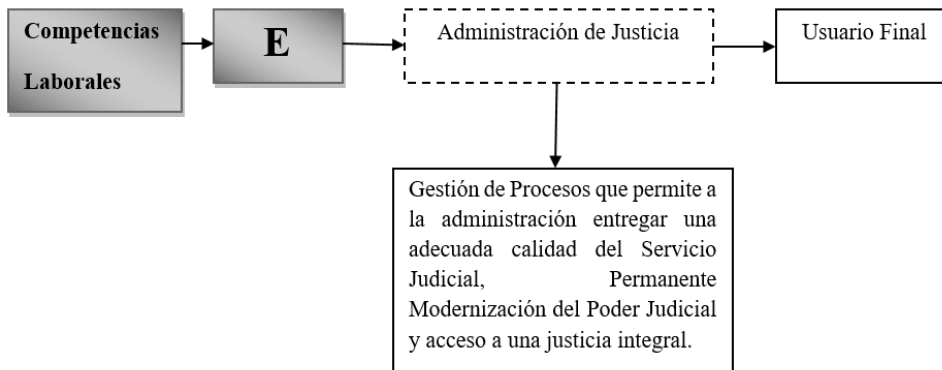 Competencias
Laborales
E
Administración de Justicia
Usuario Final
Gestión de Procesos que permite a
la administración entregar una
adecuada calidad del Servicio
Judicial, Permanente
Modernización del Poder Judicial
y acceso a una justicia integral.